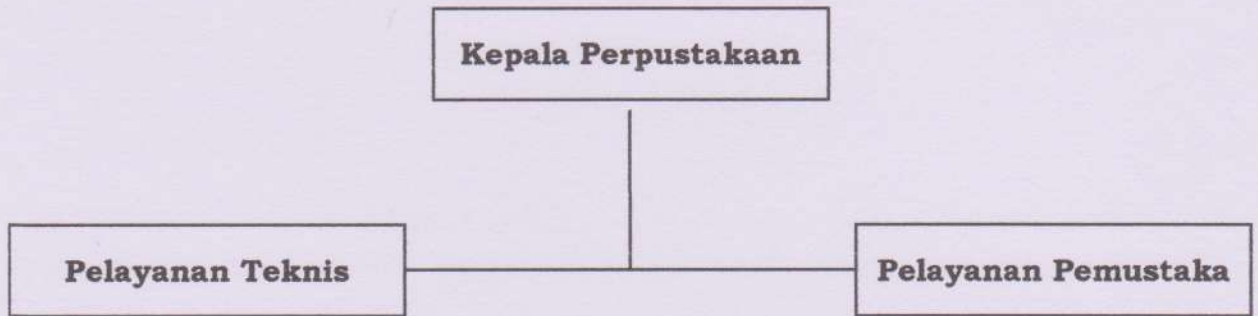 Kepala Perpustakaan
Pelayanan Teknis
Pelayanan Pemustaka